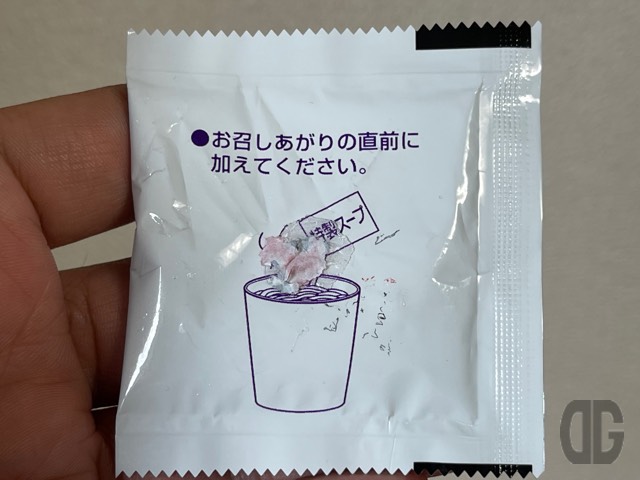 ●お召しあがりの直前に
加えてください。
特製スープ
DG